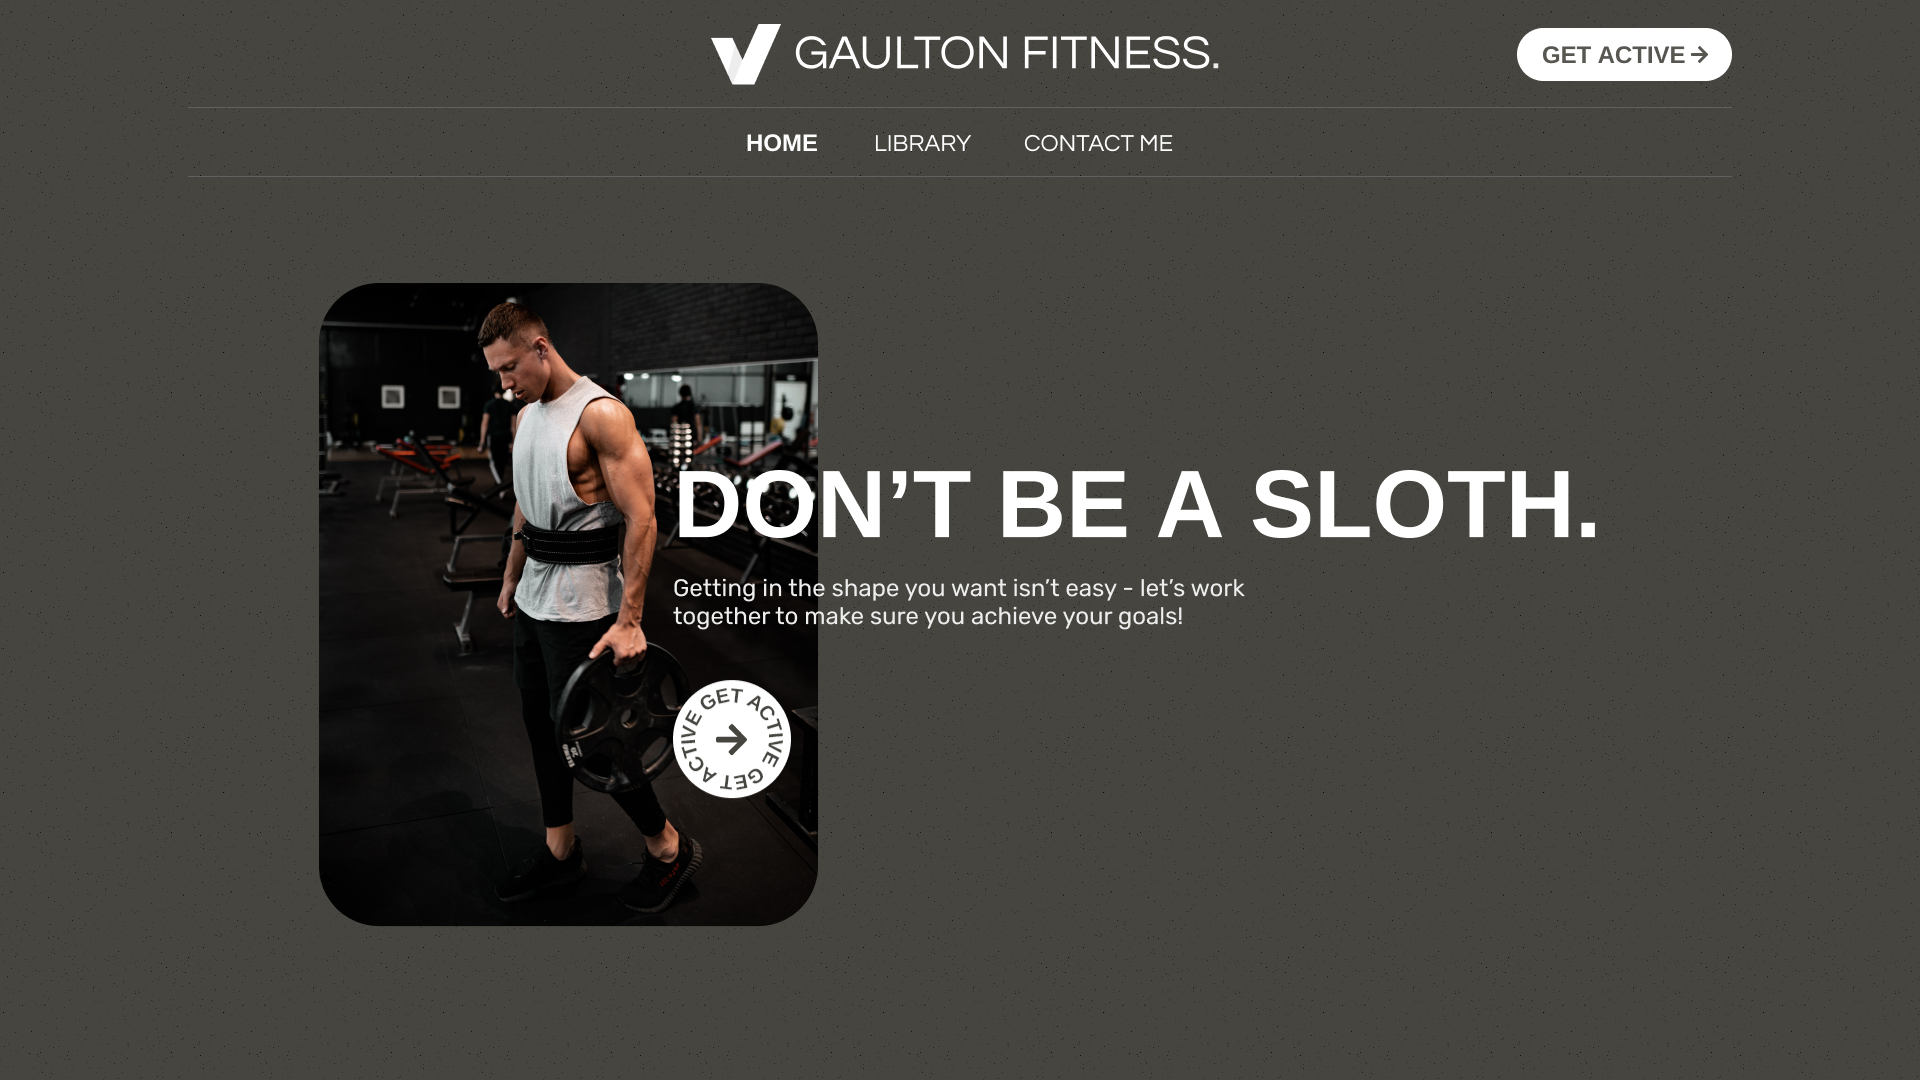 GAULTON FITNESS.
GET ACTIVE
HOME
LIBRARY
CONTACT ME
DON’T BE A SLOTH.
Getting in the shape you want isn’t easy - let’s work
together to make sure you achieve your goals!
GET ACTIVE GET ACTIVE